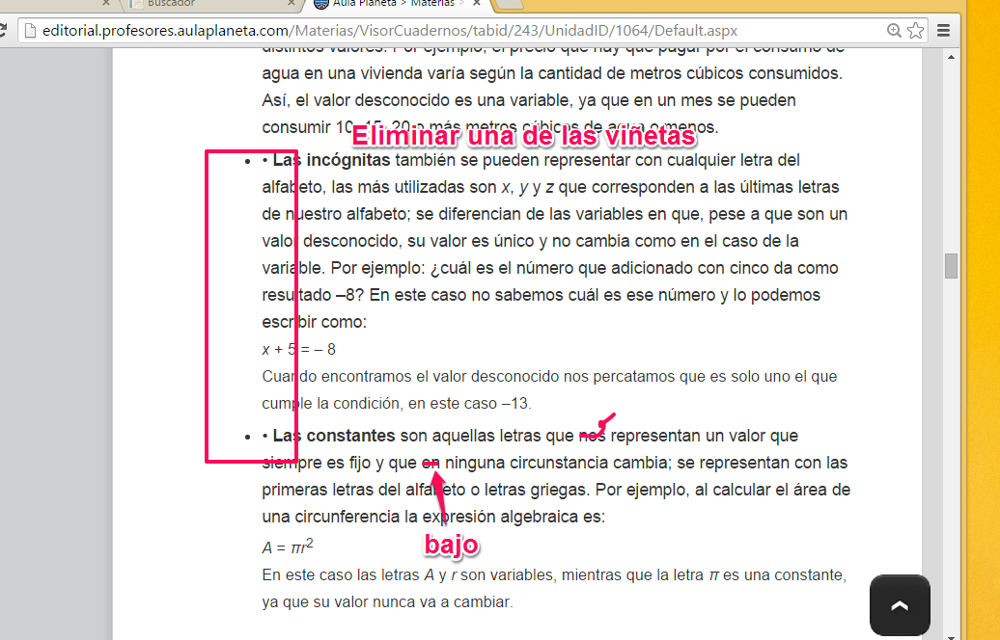 Buscador
Aula Planeta > Materias >
editorial.profesores.aulaplaneta.com/Materias/VisorCuadernos/tabid/243/UnidadID/1064/Default.aspx
distintos valores. Por ejemplo, el precio que hay que pagar por el consumo de
agua en una vivienda varía según la cantidad de metros cúbicos consumidos.
Así, el valor desconocido es una variable, ya que en un mes se pueden
consumir 10, 15, 20 o más metros cúbicos de agua o menos.
Eliminar una de las viñetas
• • Las incógnitas también se pueden representar con cualquier letra del
alfabeto, las más utilizadas son x, y y z que corresponden a las últimas letras
de nuestro alfabeto; se diferencian de las variables en que, pese a que son un
valor desconocido, su valor es único y no cambia como en el caso de la
variable. Por ejemplo: ¿cuál es el número que adicionado con cinco da como
resultado –8? En este caso no sabemos cuál es ese número y lo podemos
escribir como:
x + 5 = – 8
Cuando encontramos el valor desconocido nos percatamos que es solo uno el que
cumple la condición, en este caso –13.
• • Las constantes son aquellas letras que nos representan un valor que
siempre es fijo y que en ninguna circunstancia cambia; se representan con las
primeras letras del alfabeto o letras griegas. Por ejemplo, al calcular el área de
una circunferencia la expresión algebraica es:
bajo
A = πr²
En este caso las letras A y r son variables, mientras que la letra π es una constante,
ya que su valor nunca va a cambiar.